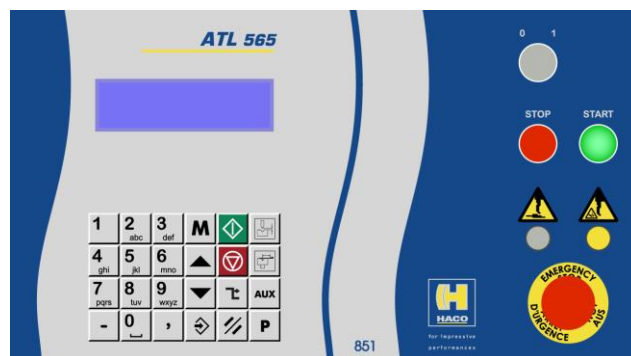 ATL 565
0 1
STOP START
1 2 abc 3 def M
4 ghi 5 jkl 6 mno
7 pqrs 8 tuv 9 wxyz AUX
- 0 , P
HACO
for impressive
performances
851
EMERGENCY
STOP
D'URGENCE
AUS